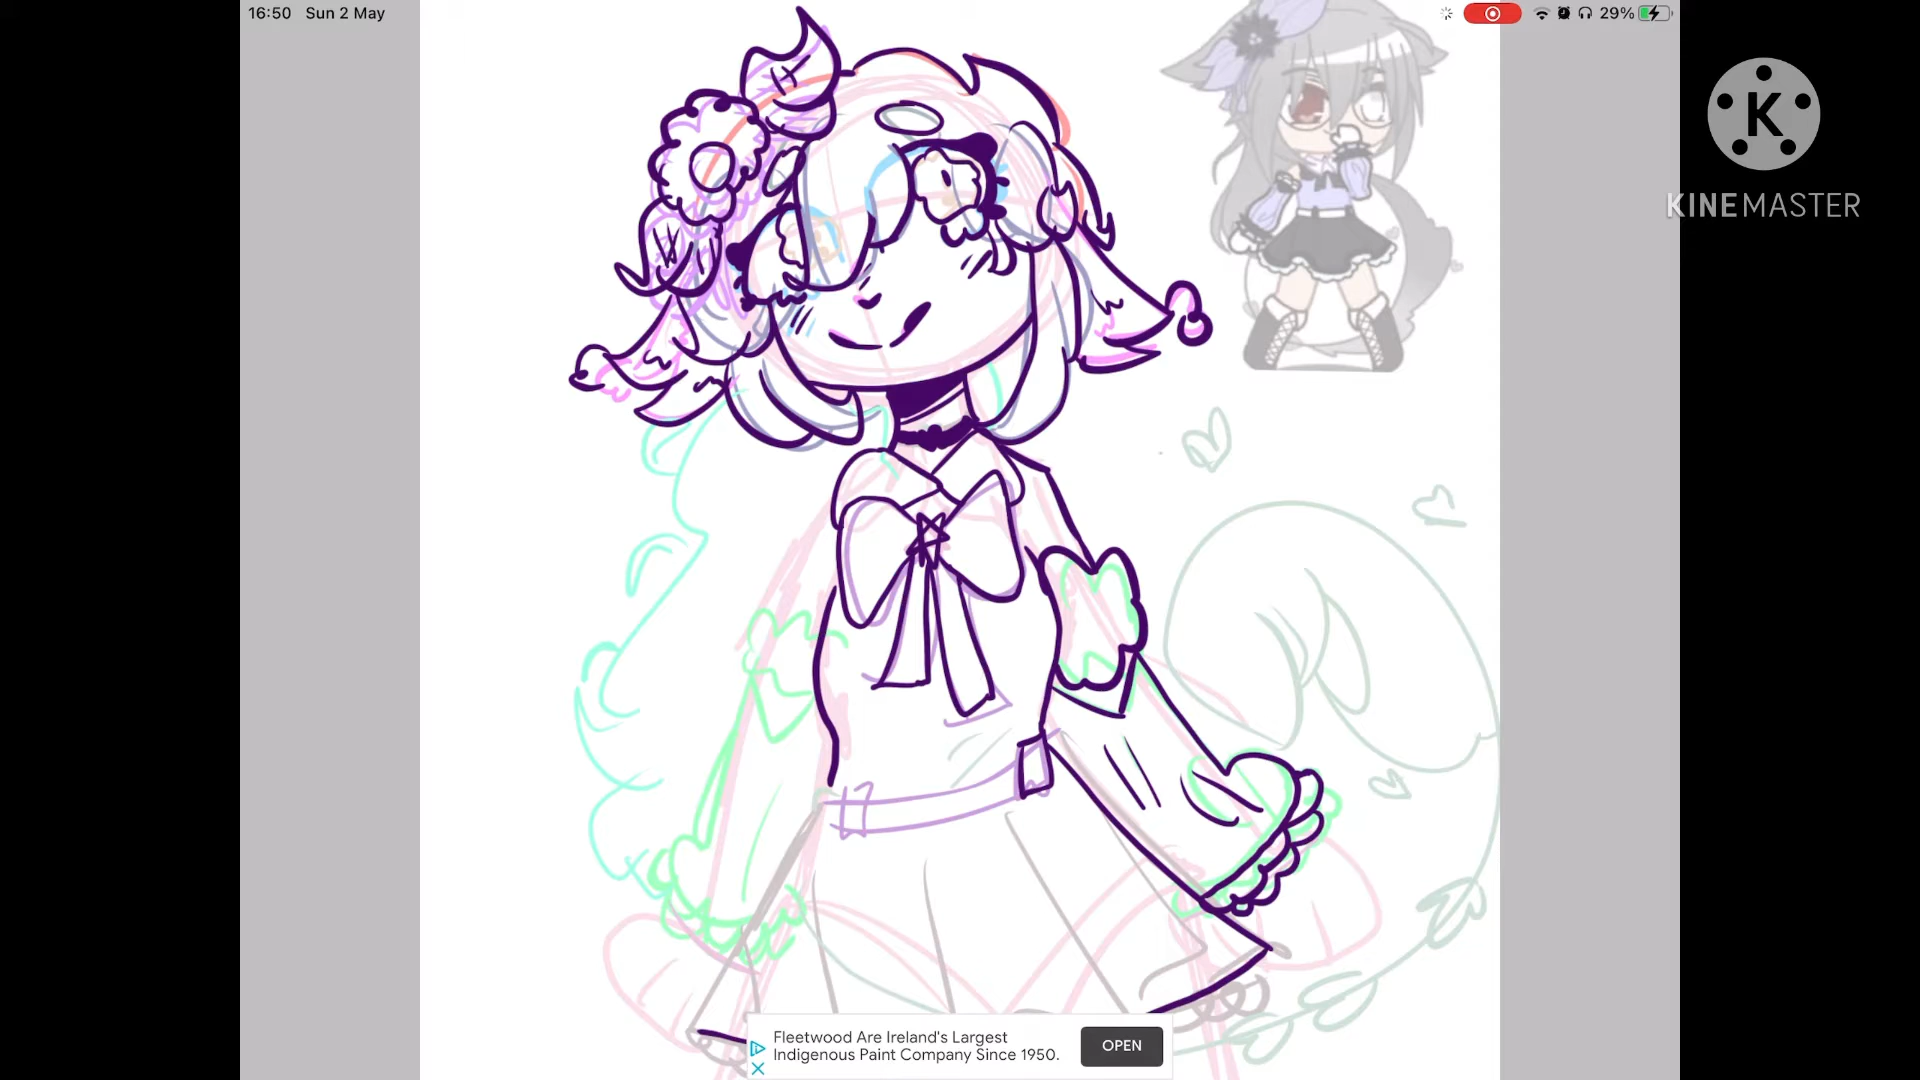 16:50 Sun 2 May
29%
K
KINEMASTER
Fleetwood Are Ireland's Largest
Indigenous Paint Company Since 1950.
OPEN